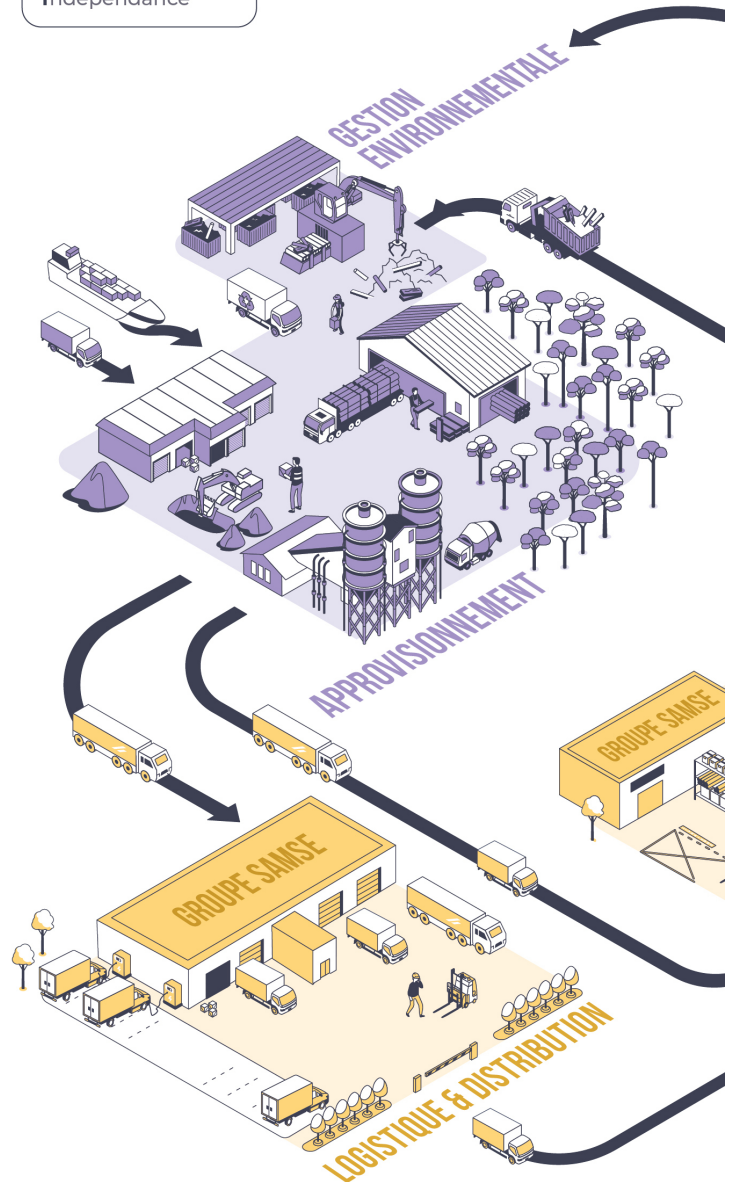 Indépendance
GESTION
ENVIRONNEMENTALE
APPROVISIONNEMENT
GROUPE SAMSE
GROUPE SAMSE
LOGISTIQUE & DISTRIBUTION